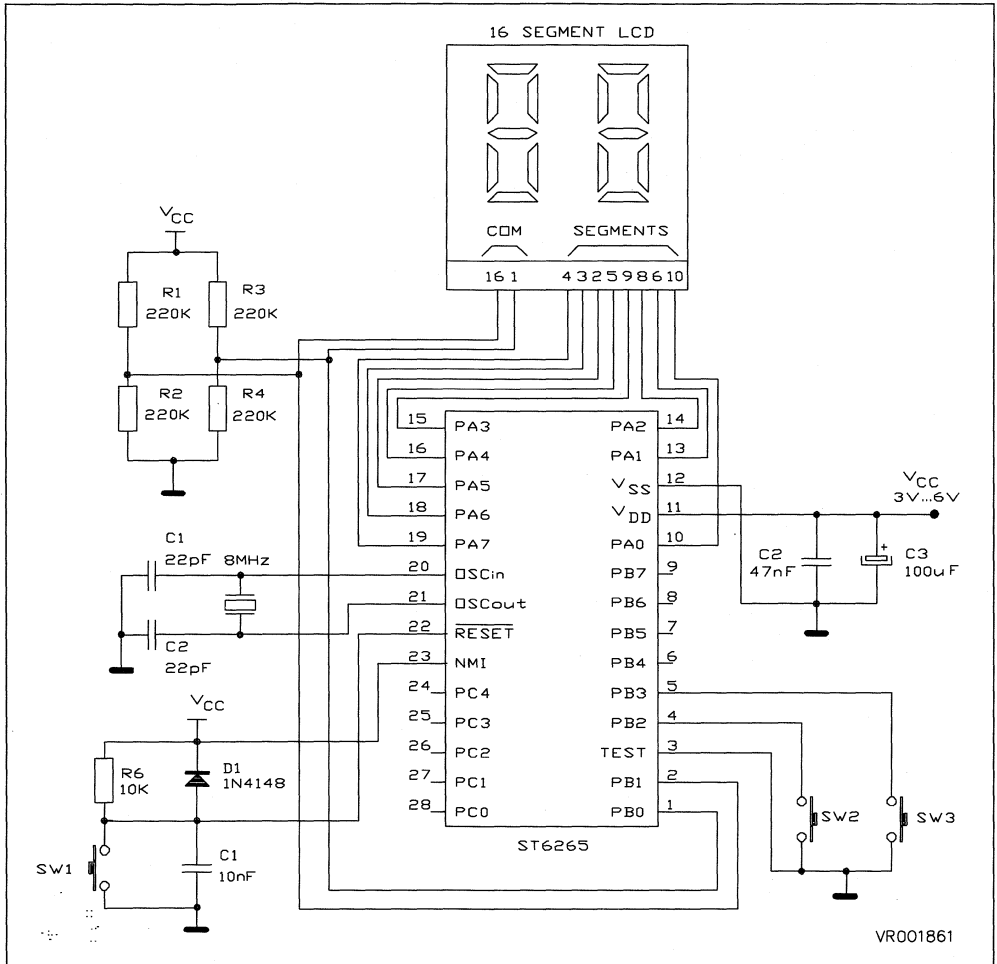 16 SEGMENT LCD
COM SEGMENTS
16 1 4 3 2 5 9 8 6 10
VCC
R1 220K
R3 220K
R2 220K
R4 220K
15 PA3
16 PA4
17 PA5
18 PA6
19 PA7
20 OSCin
21 OSCout
22 RESET
23 NMI
24 PC4
25 PC3
26 PC2
27 PC1
28 PC0
PA2 14
PA1 13
VSS 12
VDD 11
PA0 10
PB7 9
PB6 8
PB5 7
PB4 6
PB3 5
PB2 4
TEST 3
PB1 2
PB0 1
ST6265
VCC
3V...6V
C2
47nF
+
C3
100uF
C1
22pF 8MHz
C2
22pF
VCC
R6
10K
D1
1N4148
SW1
C1
10nF
SW2
SW3
VR001861